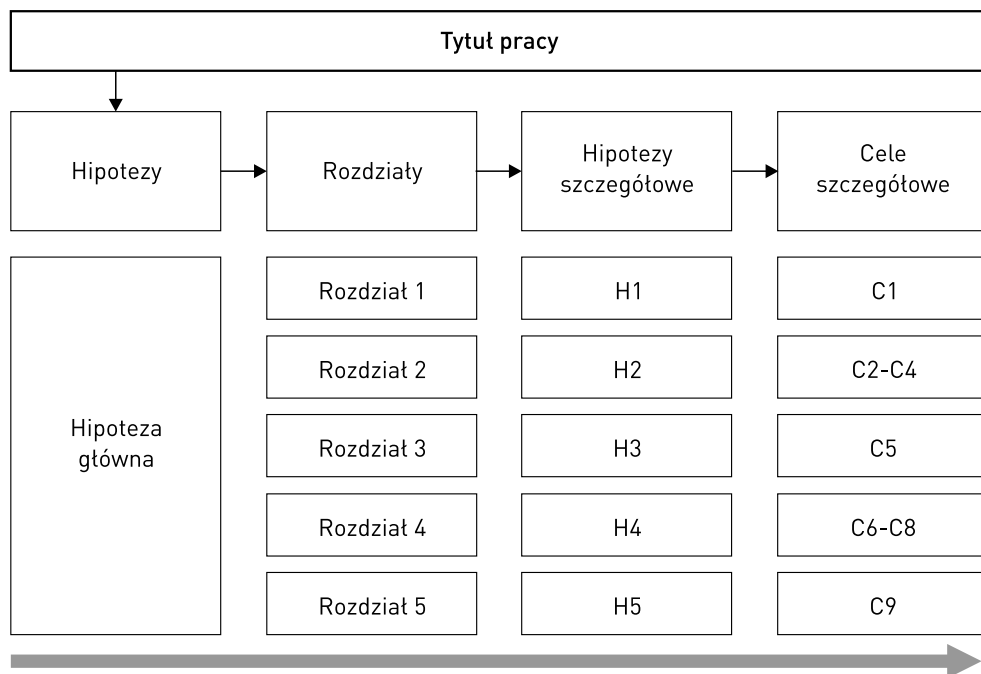 Tytuł pracy
Hipotezy
Rozdziały
Hipotezy
szczegółowe
Cele
szczegółowe
Hipoteza
główna
Rozdział 1
H1
C1
Rozdział 2
H2
C2-C4
Rozdział 3
H3
C5
Rozdział 4
H4
C6-C8
Rozdział 5
H5
C9